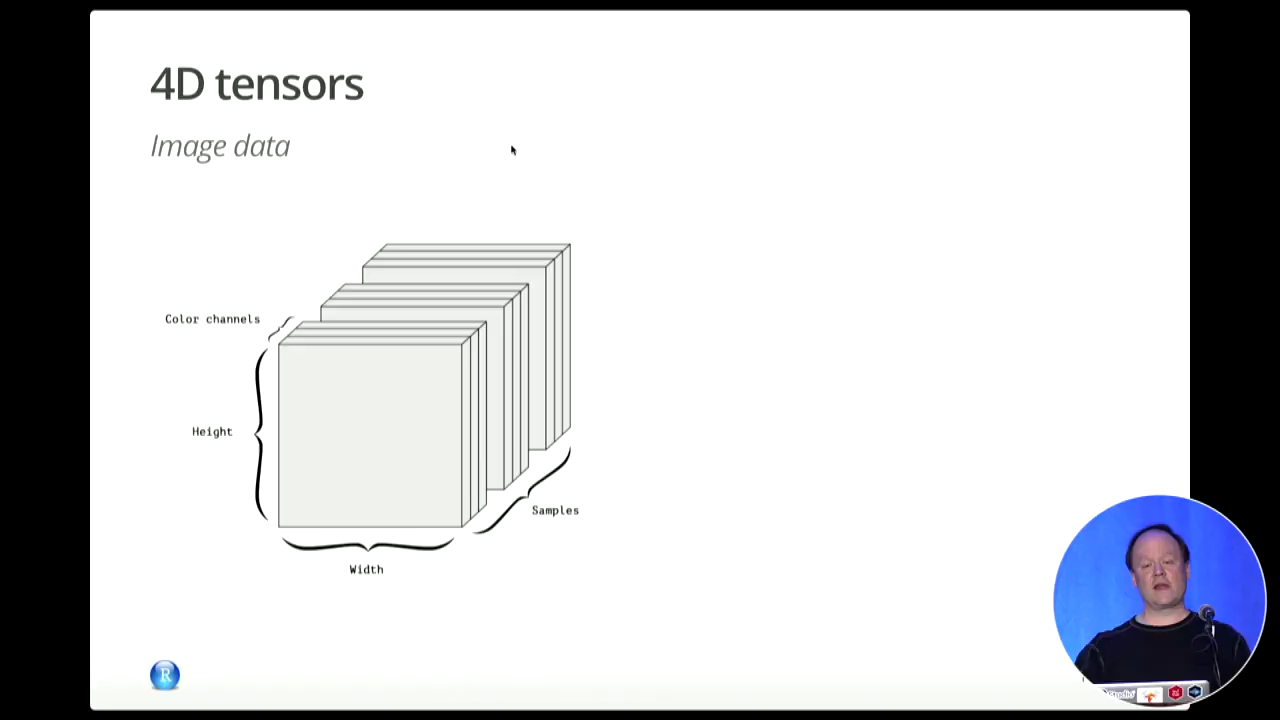 4D tensors
Image data
Color channels
Height
Samples
Width
R